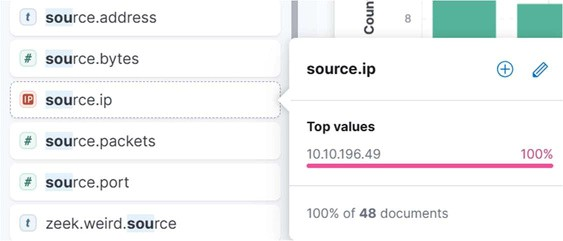 t source.address
# source.bytes
IP source.ip
# source.packets
# source.port
t zeek.weird.source
Coun
8
source.ip
Top values
10.10.196.49 100%
100% of 48 documents